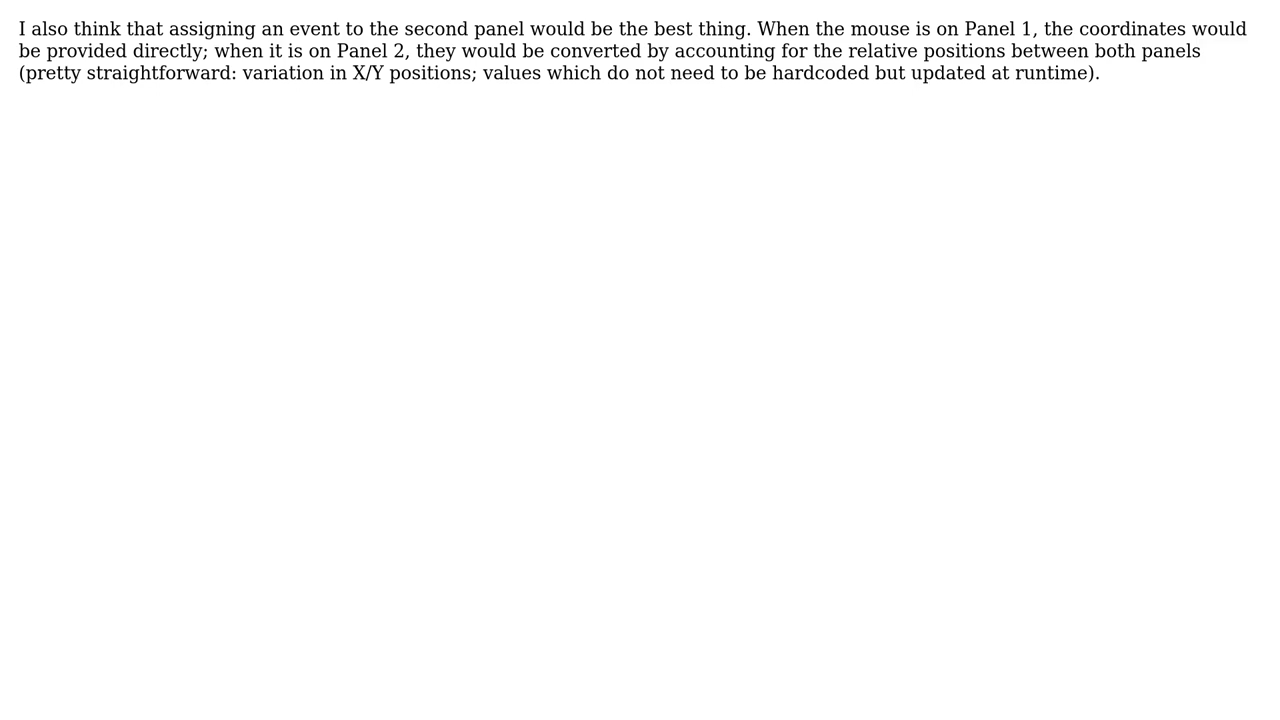 I also think that assigning an event to the second panel would be the best thing. When the mouse is on Panel 1, the coordinates would
be provided directly; when it is on Panel 2, they would be converted by accounting for the relative positions between both panels
(pretty straightforward: variation in X/Y positions; values which do not need to be hardcoded but updated at runtime).